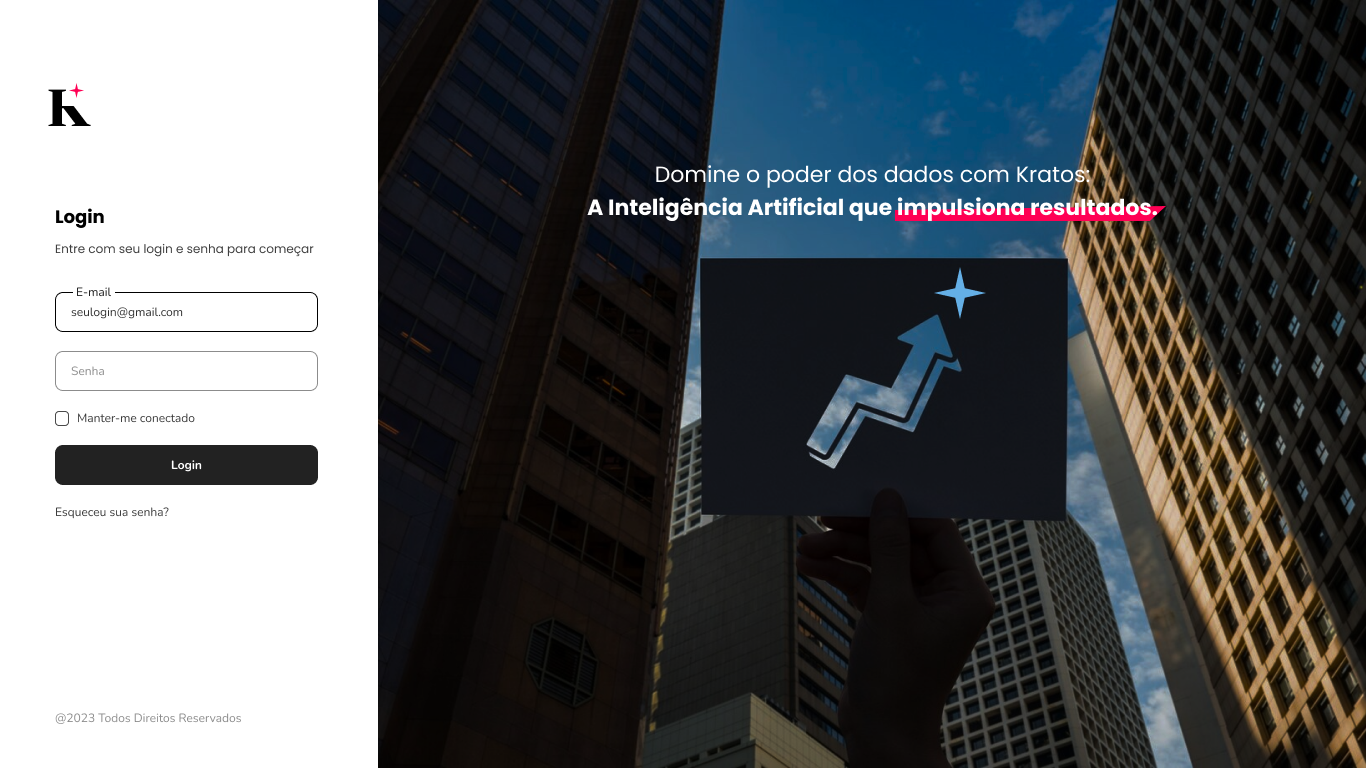 K
Login
Entre com seu login e senha para começar
E-mail
seulogin@gmail.com
Senha
Manter-me conectado
Login
Esqueceu sua senha?
@2023 Todos Direitos Reservados
Domine o poder dos dados com Kratos:
A Inteligência Artificial que impulsiona resultados.